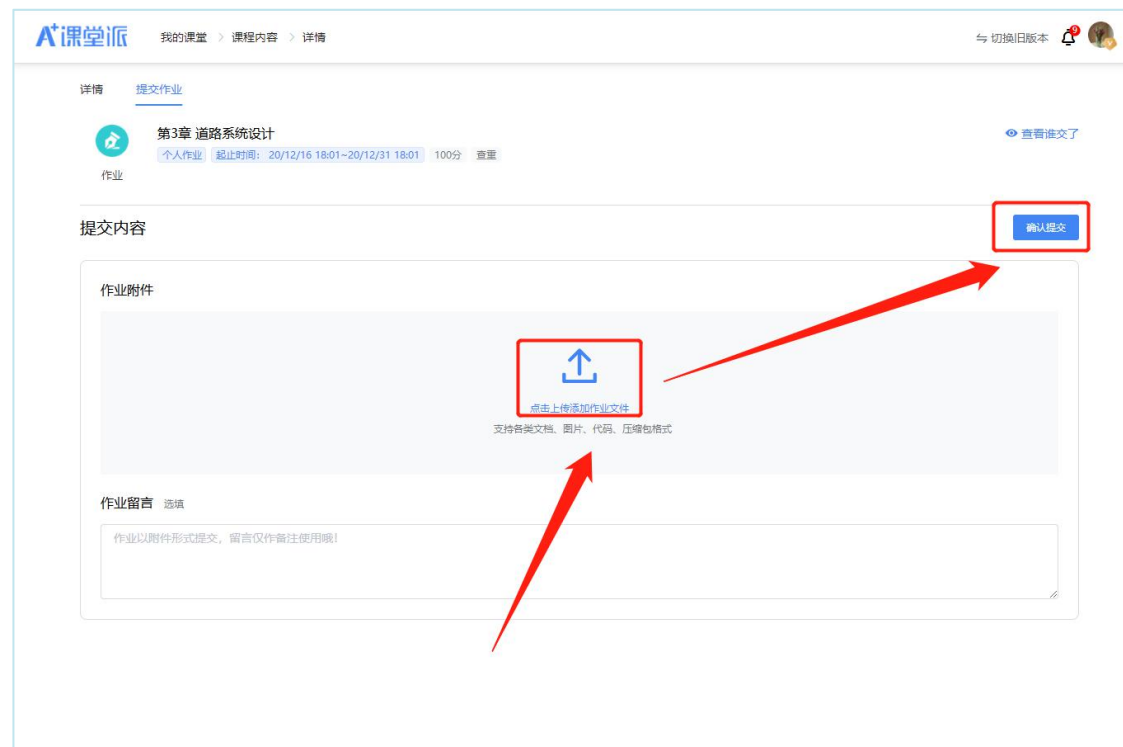 A+课堂派 我的课堂 > 课程内容 > 详情 切换旧版本 9
详情 提交作业
第3章 道路系统设计 查看谁交了
个人作业 起止时间: 20/12/16 18:01~20/12/31 18:01 100分 查重
作业
提交内容 确认提交
作业附件
点击上传添加作业文件
支持各类文档、图片、代码、压缩包格式
作业留言 选填
作业以附件形式提交,留言仅作备注使用哦!